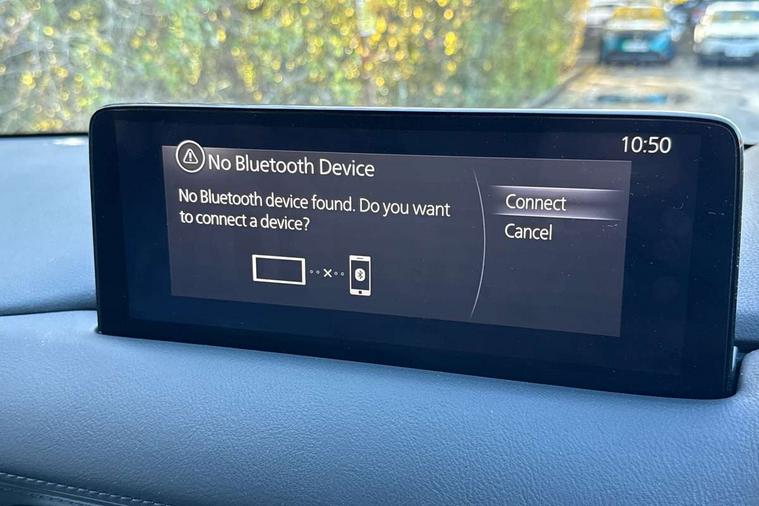 10:50
No Bluetooth Device
No Bluetooth device found. Do you want
to connect a device?
Connect
Cancel